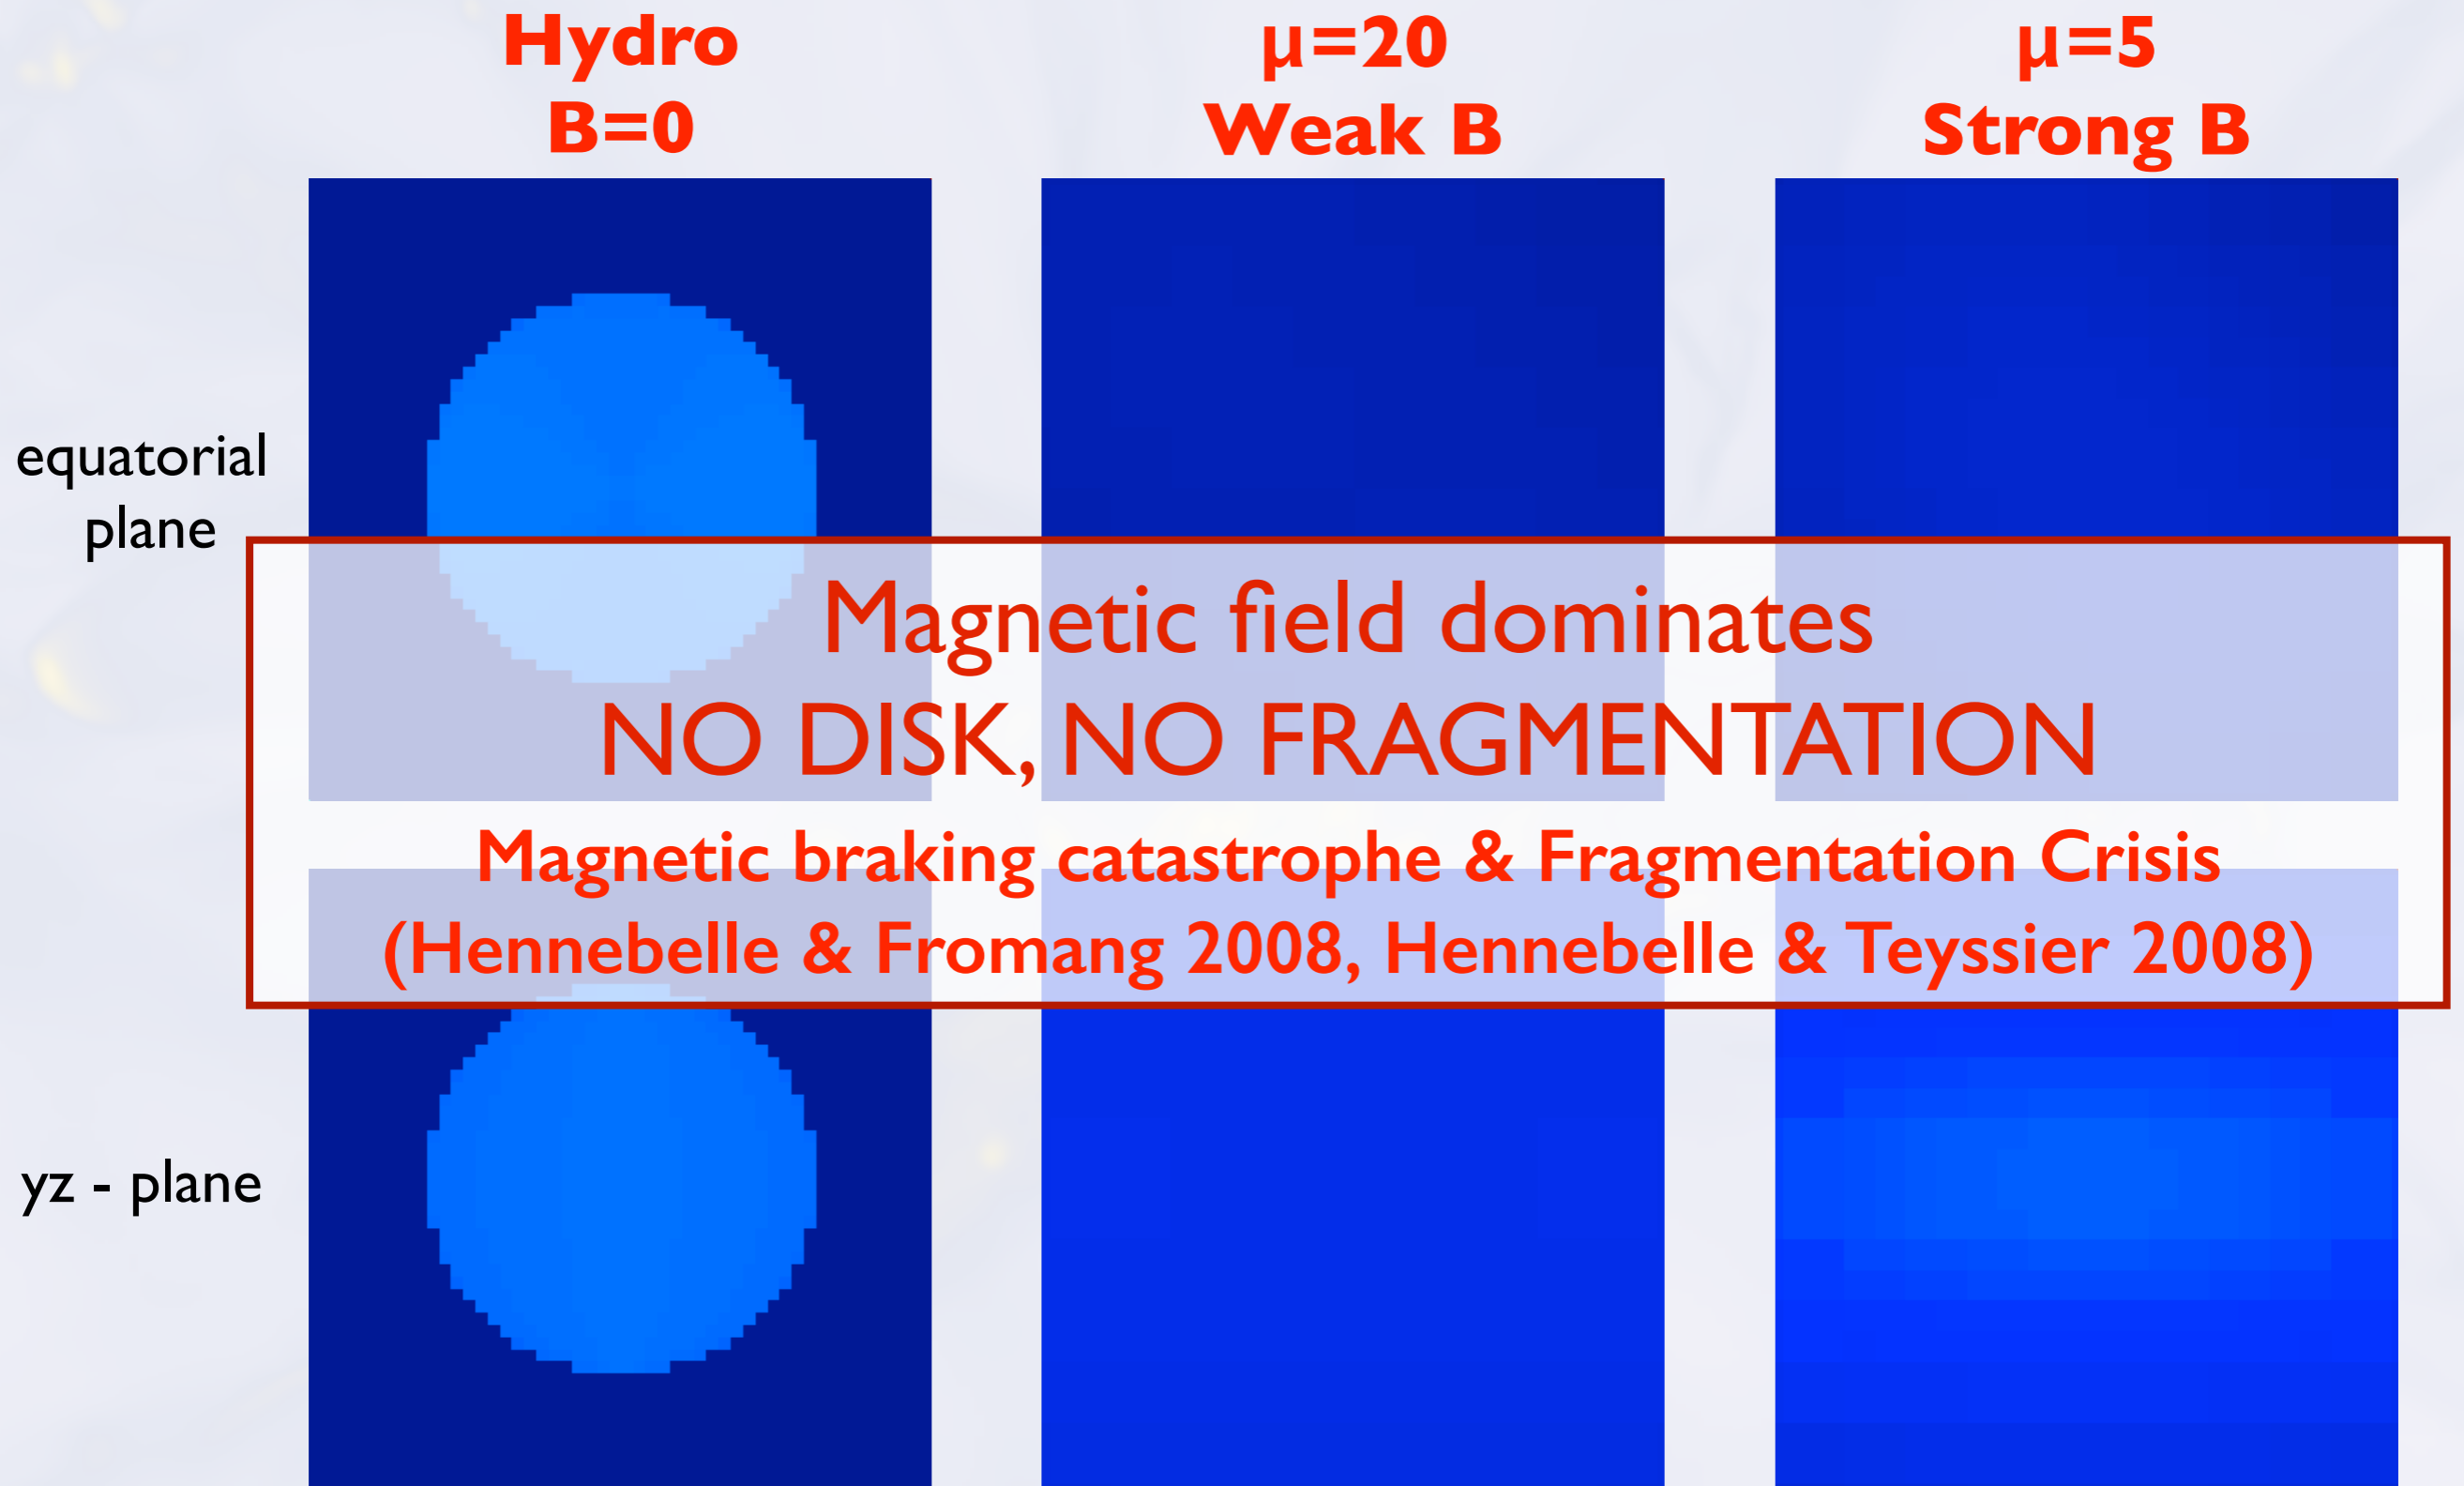 Hydro
B=0
μ=20
Weak B
μ=5
Strong B
equatorial
plane
Magnetic field dominates
NO DISK, NO FRAGMENTATION
Magnetic braking catastrophe & Fragmentation Crisis
(Hennebelle & Fromang 2008, Hennebelle & Teyssier 2008)
yz - plane